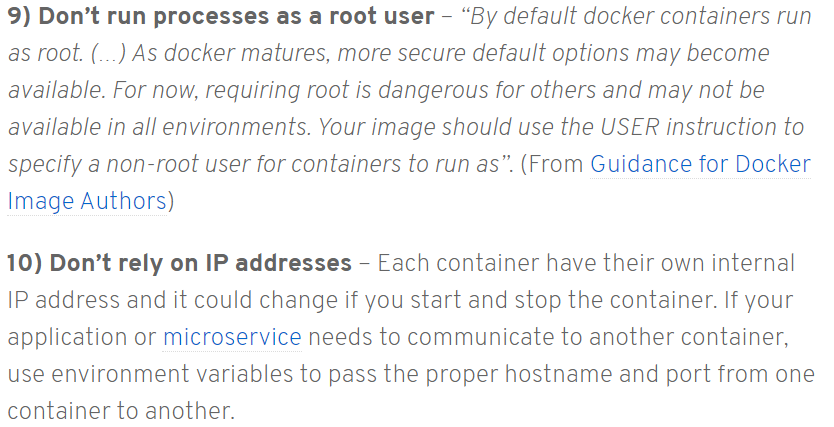 9) Don’t run processes as a root user – “By default docker containers run
as root. (…) As docker matures, more secure default options may become
available. For now, requiring root is dangerous for others and may not be
available in all environments. Your image should use the USER instruction to
specify a non-root user for containers to run as”. (From Guidance for Docker
Image Authors)
10) Don’t rely on IP addresses – Each container have their own internal
IP address and it could change if you start and stop the container. If your
application or microservice needs to communicate to another container,
use environment variables to pass the proper hostname and port from one
container to another.